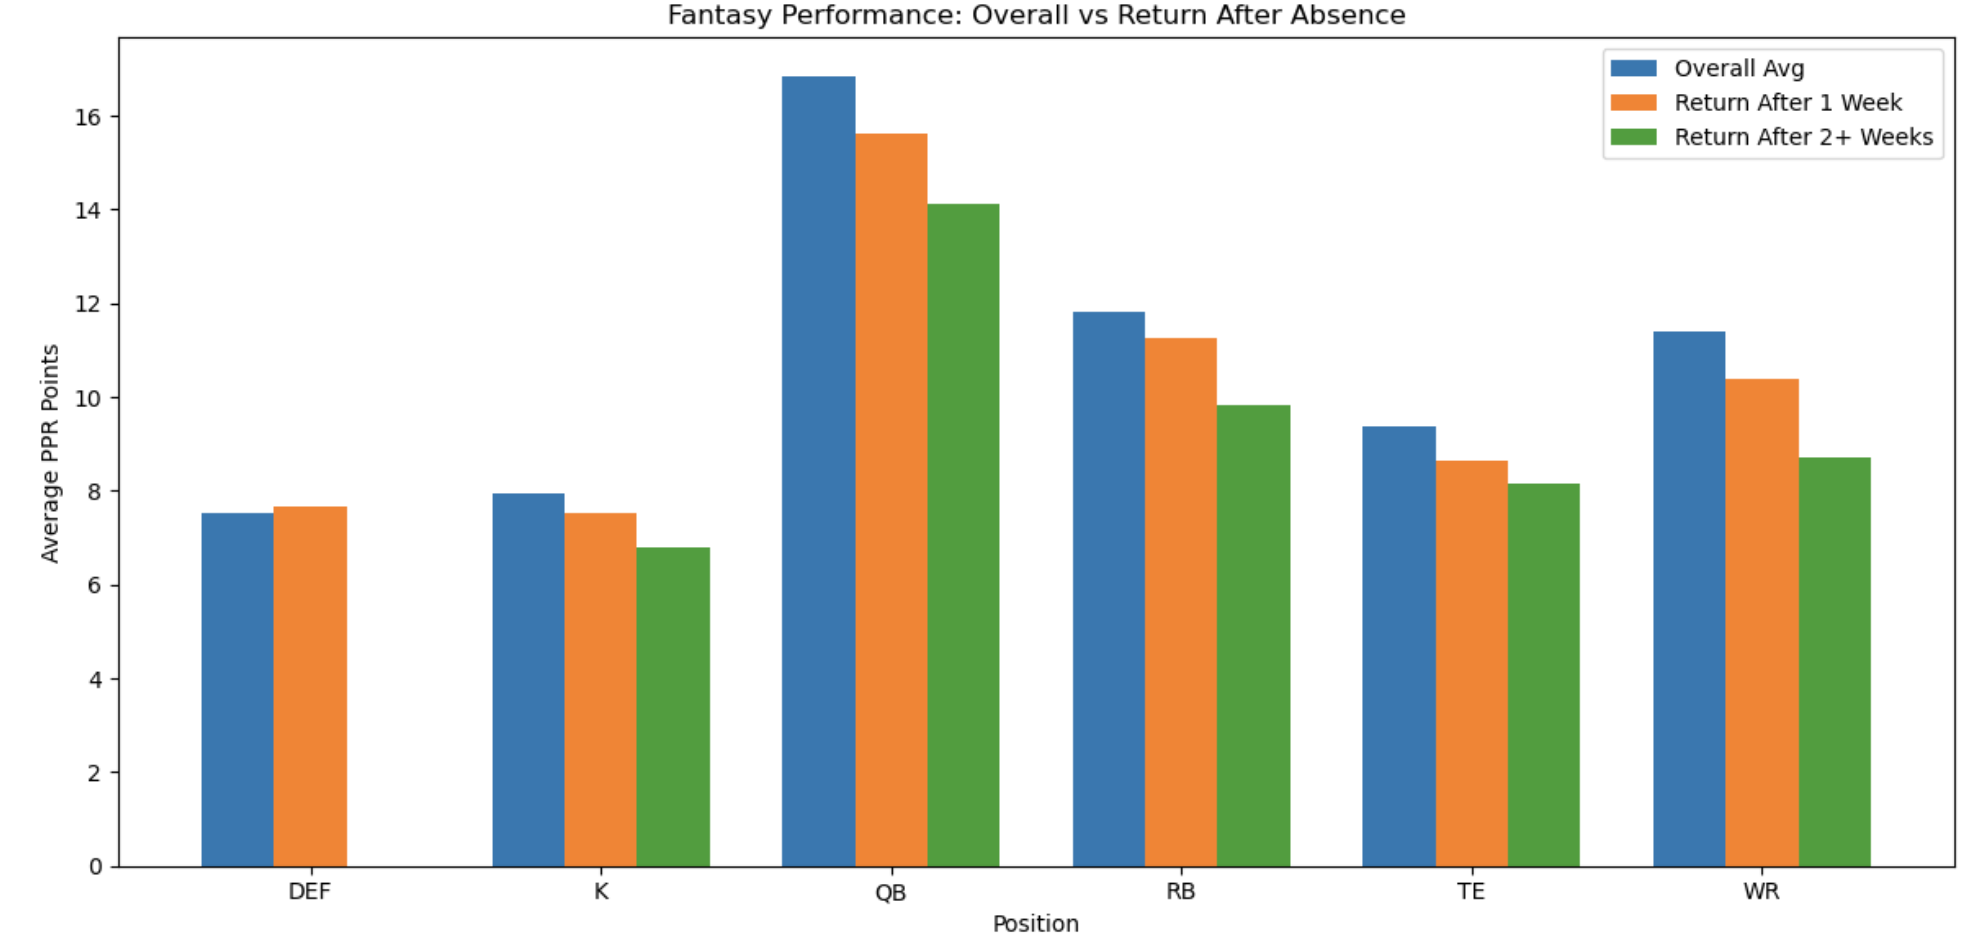 Fantasy Performance: Overall vs Return After Absence
Overall Avg
Return After 1 Week
Return After 2+ Weeks
Average PPR Points
16
14
12
10
8
6
4
2
0
DEF K QB RB TE WR
Position